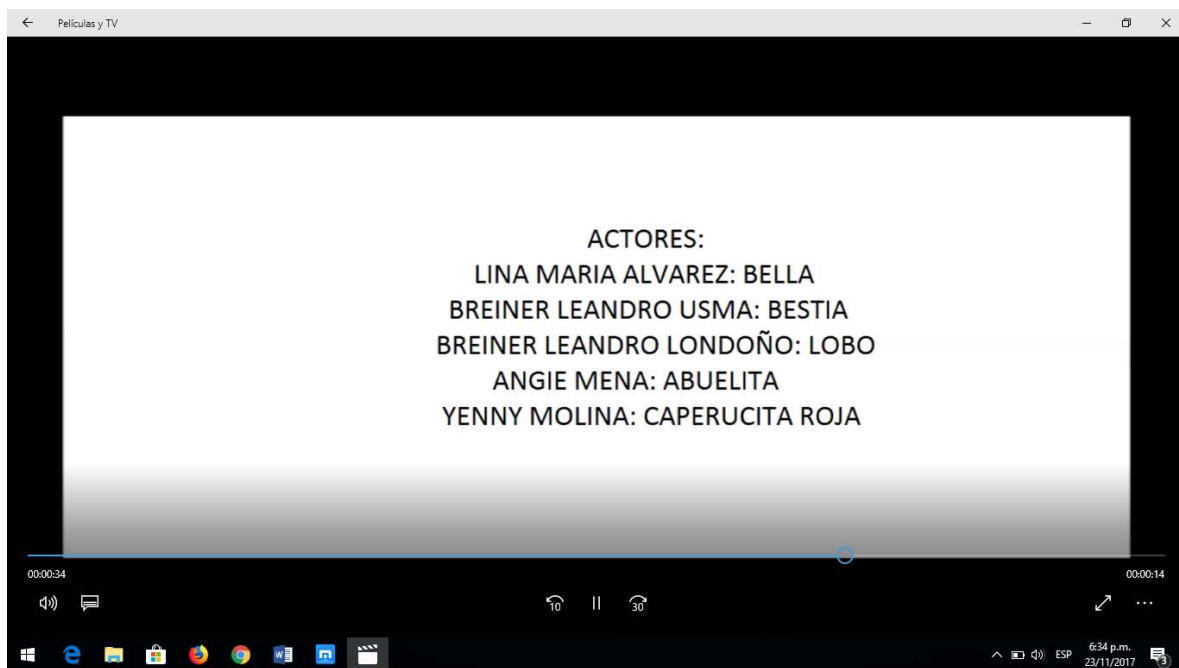 Películas y TV
ACTORES:
LINA MARIA ALVAREZ: BELLA
BREINER LEANDRO USMA: BESTIA
BREINER LEANDRO LONDOÑO: LOBO
ANGIE MENA: ABUELITA
YENNY MOLINA: CAPERUCITA ROJA
00:00:34
00:00:14
10
30
ESP
6:34 p.m.
23/11/2017
3